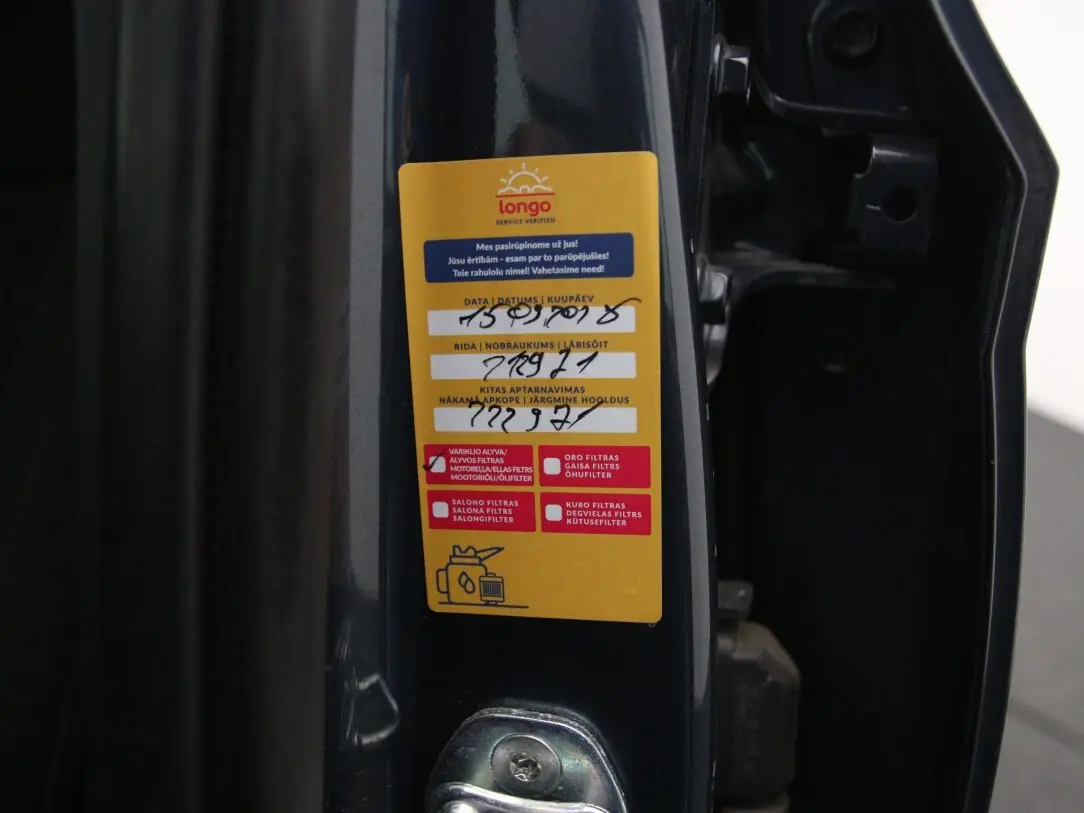 longo
SERVICE VERIFIED
Mes pasirūpinome už jus!
Jūsu ērtībām - esam par to parūpējušies!
Teie rahulolu nimel! Vahetasime need!
DATA | DATUMS | KUUPÄEV
RIDA | NOBRAUKUMS | LÄBISÕIT
KITAS APTARNAVIMAS
NĀKAMĀ APKOPE | JÄRGMINE HOOLDUS
VARIKLIO ALYVA/
ALYVOS FILTRAS
MOTOREĻĻA/EĻĻAS FILTRS
MOOTORIÕLI/ÕLIFILTER
ORO FILTRAS
GAISA FILTRS
ÕHUFILTER
SALONO FILTRAS
SALONA FILTRS
SALONGIFILTER
KURO FILTRAS
DEGVIELAS FILTRS
KÜTUSEFILTER